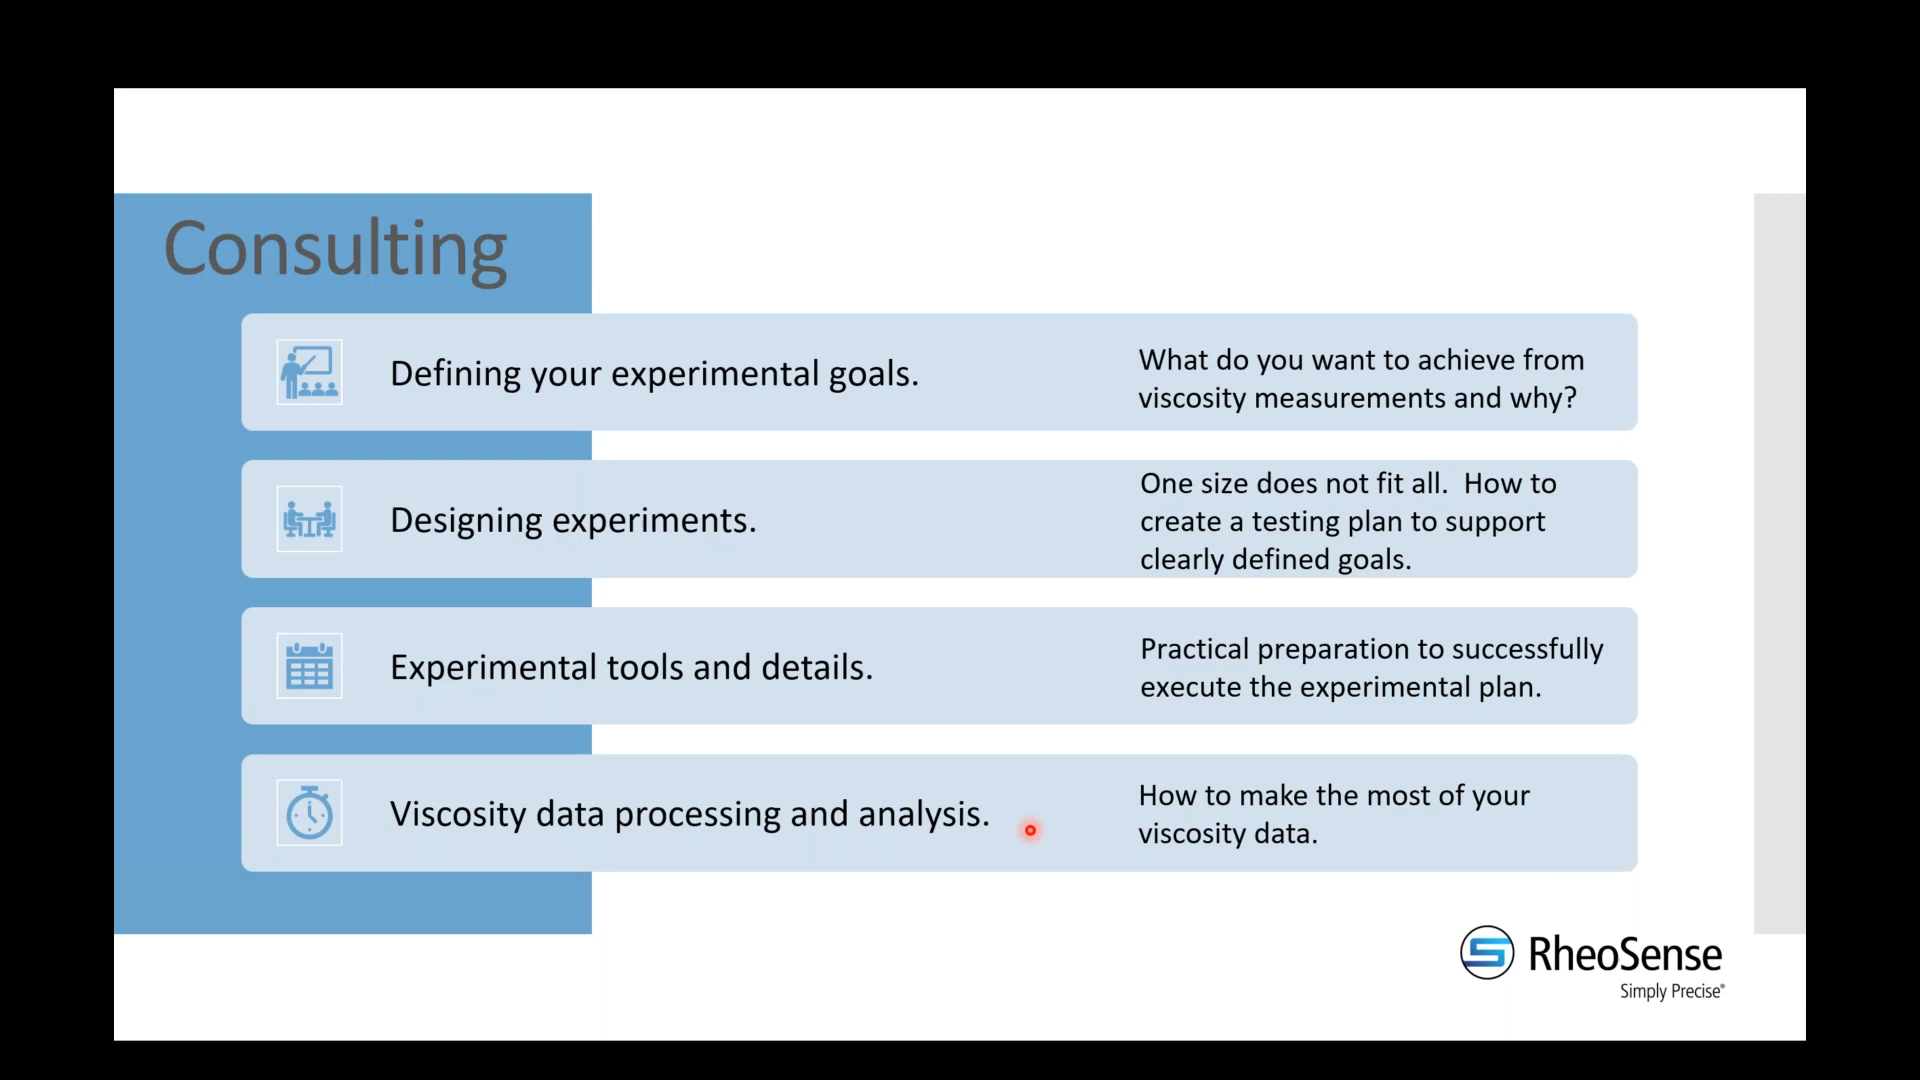 Consulting
Defining your experimental goals.
What do you want to achieve from
viscosity measurements and why?
Designing experiments.
One size does not fit all.  How to
create a testing plan to support
clearly defined goals.
Experimental tools and details.
Practical preparation to successfully
execute the experimental plan.
Viscosity data processing and analysis.
How to make the most of your
viscosity data.
RheoSense
Simply Precise®